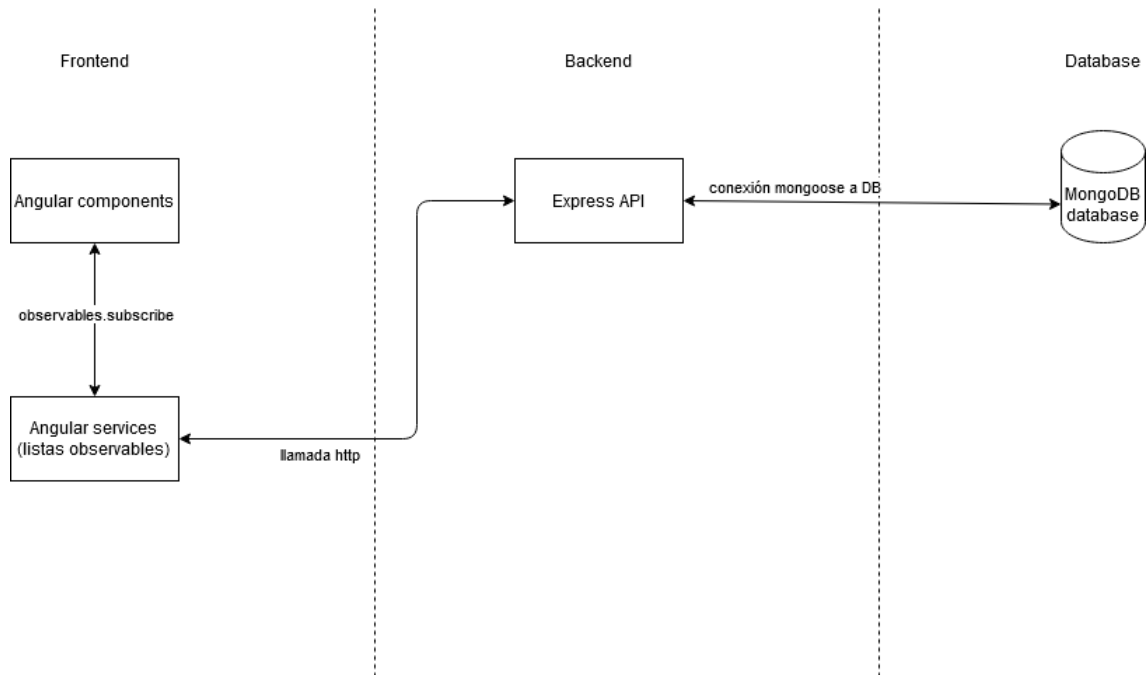 Frontend
Backend
Database
Angular components
Express API
conexión mongoose a DB
MongoDB
database
observables.subscribe
Angular services
(listas observables)
llamada http